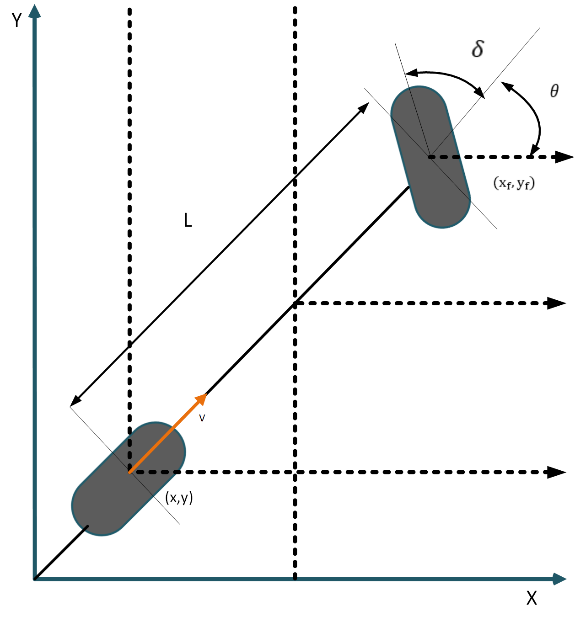 Y
δ
θ
(x_f, y_f)
L
v
(x,y)
X